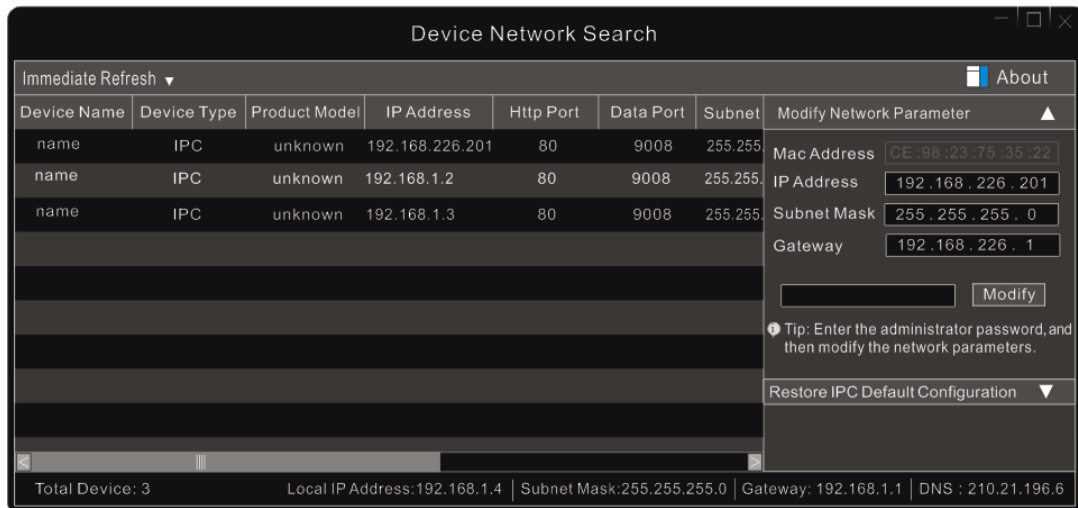 Device Network Search
Immediate Refresh
About
Device Name Device Type Product Model IP Address Http Port Data Port Subnet
name IPC unknown 192.168.226.201 80 9008 255.255.
name IPC unknown 192.168.1.2 80 9008 255.255.
name IPC unknown 192.168.1.3 80 9008 255.255.
Modify Network Parameter
Mac Address CE:98:23:75:35:22
IP Address 192.168.226.201
Subnet Mask 255.255.255.0
Gateway 192.168.226.1
Modify
Tip: Enter the administrator password,and
then modify the network parameters.
Restore IPC Default Configuration
Total Device: 3 Local IP Address:192.168.1.4 Subnet Mask:255.255.255.0 Gateway: 192.168.1.1 DNS : 210.21.196.6